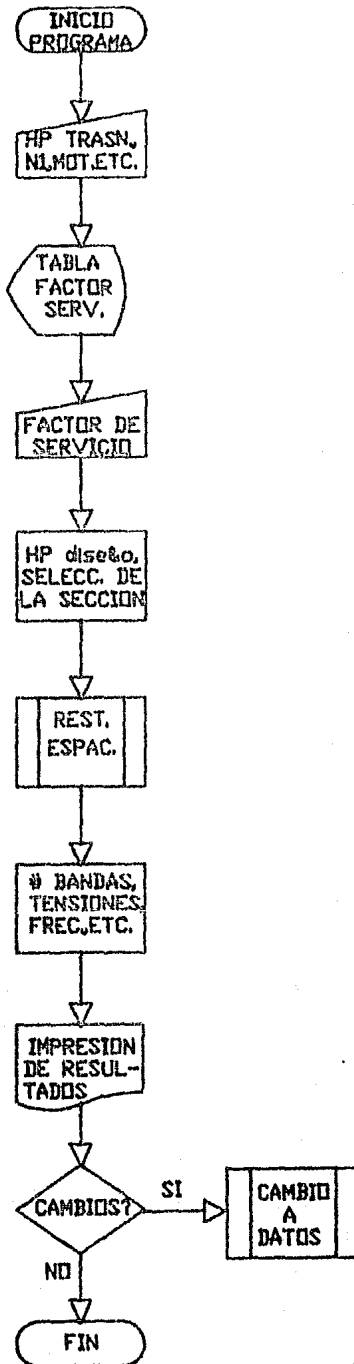 INICIO
PROGRAMA
HP TRASN.,
N1,MOT.ETC.
TABLA
FACTOR
SERV.
FACTOR DE
SERVICIO
HP diseño,
SELECC. DE
LA SECCION
REST.
ESPAC.
# BANDAS,
TENSIONES,
FREC.,ETC.
IMPRESION
DE RESUL-
TADOS
CAMBIOS?
SI
CAMBIO
A
DATOS
NO
FIN